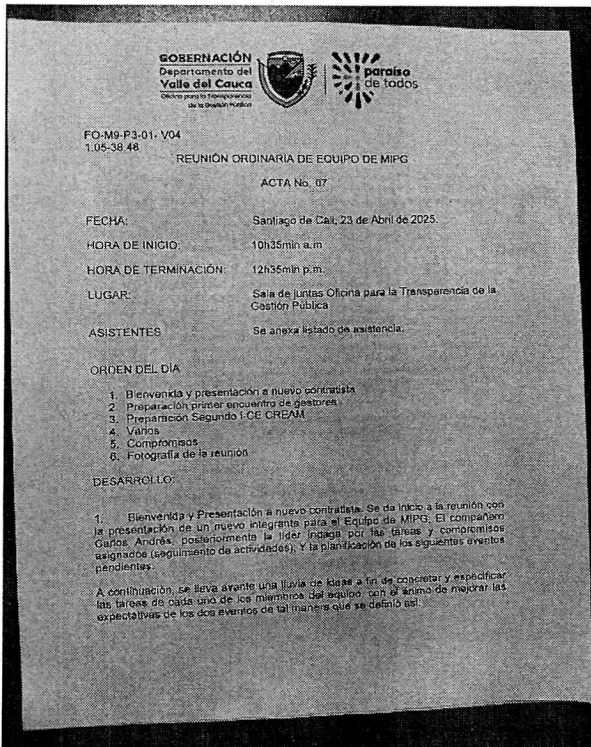 GOBERNACIÓN
Departamento del
Valle del Cauca
Oficina para la Transparencia
de la Gestión Pública
paraíso
de todos
FO-M9-P3-01- V04
1.05-38.48
REUNIÓN ORDINARIA DE EQUIPO DE MIPG
ACTA No. 07
FECHA: Santiago de Cali, 23 de Abril de 2025.
HORA DE INICIO: 10h35min a.m
HORA DE TERMINACIÓN: 12h35min p.m.
LUGAR: Sala de juntas Oficina para la Transparencia de la
Gestión Pública
ASISTENTES Se anexa listado de asistencia.
ORDEN DEL DÍA
1. Bienvenida y presentación a nuevo contratista
2. Preparación primer encuentro de gestores
3. Preparación Segundo I-CE CREAM
4. Varios
5. Compromisos
6. Fotografía de la reunión
DESARROLLO:
1. Bienvenida y Presentación a nuevo contratista. Se da inicio a la reunión con
la presentación de un nuevo integrante para el Equipo de MIPG, El compañero
Carlos Andrés, posteriormente la líder indaga por las tareas y compromisos
asignados (seguimiento de actividades); Y la planificación de los siguientes eventos
pendientes.
A continuación, se lleva avante una lluvia de ideas a fin de concretar y especificar
las tareas de cada uno de los miembros del equipo, con el ánimo de mejorar las
expectativas de los dos eventos de tal manera que se definió así: